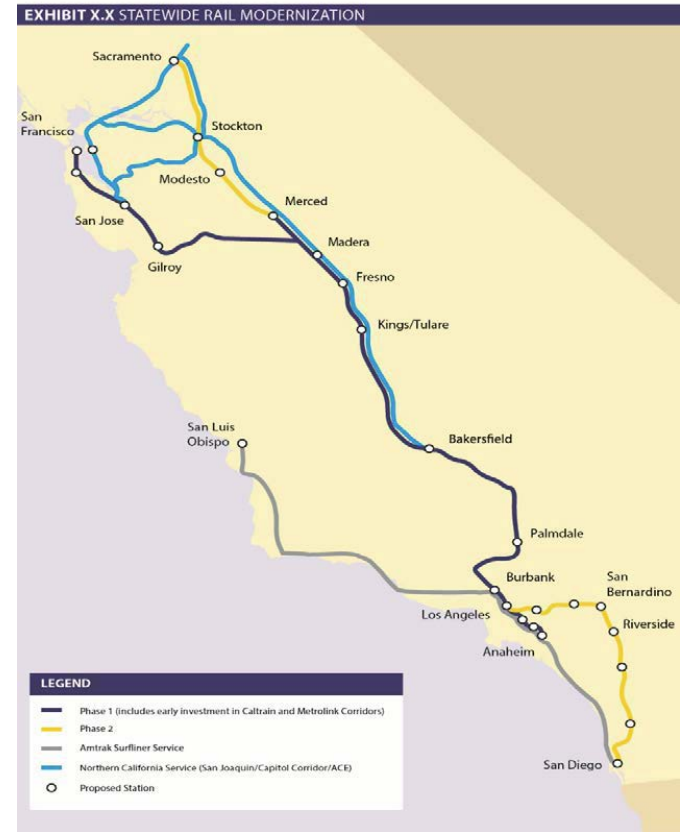 EXHIBIT X.X STATEWIDE RAIL MODERNIZATION
Sacramento
San
Francisco
Stockton
Modesto
Merced
San Jose
Madera
Gilroy
Fresno
Kings/Tulare
San Luis
Obispo
Bakersfield
Palmdale
Burbank
San
Bernardino
Los Angeles
Riverside
Anaheim
San Diego
LEGEND
Phase 1 (includes early investment in Caltrain and Metrolink Corridors)
Phase 2
Amtrak Surfliner Service
Northern California Service (San Joaquin/Capitol Corridor/ACE)
Proposed Station